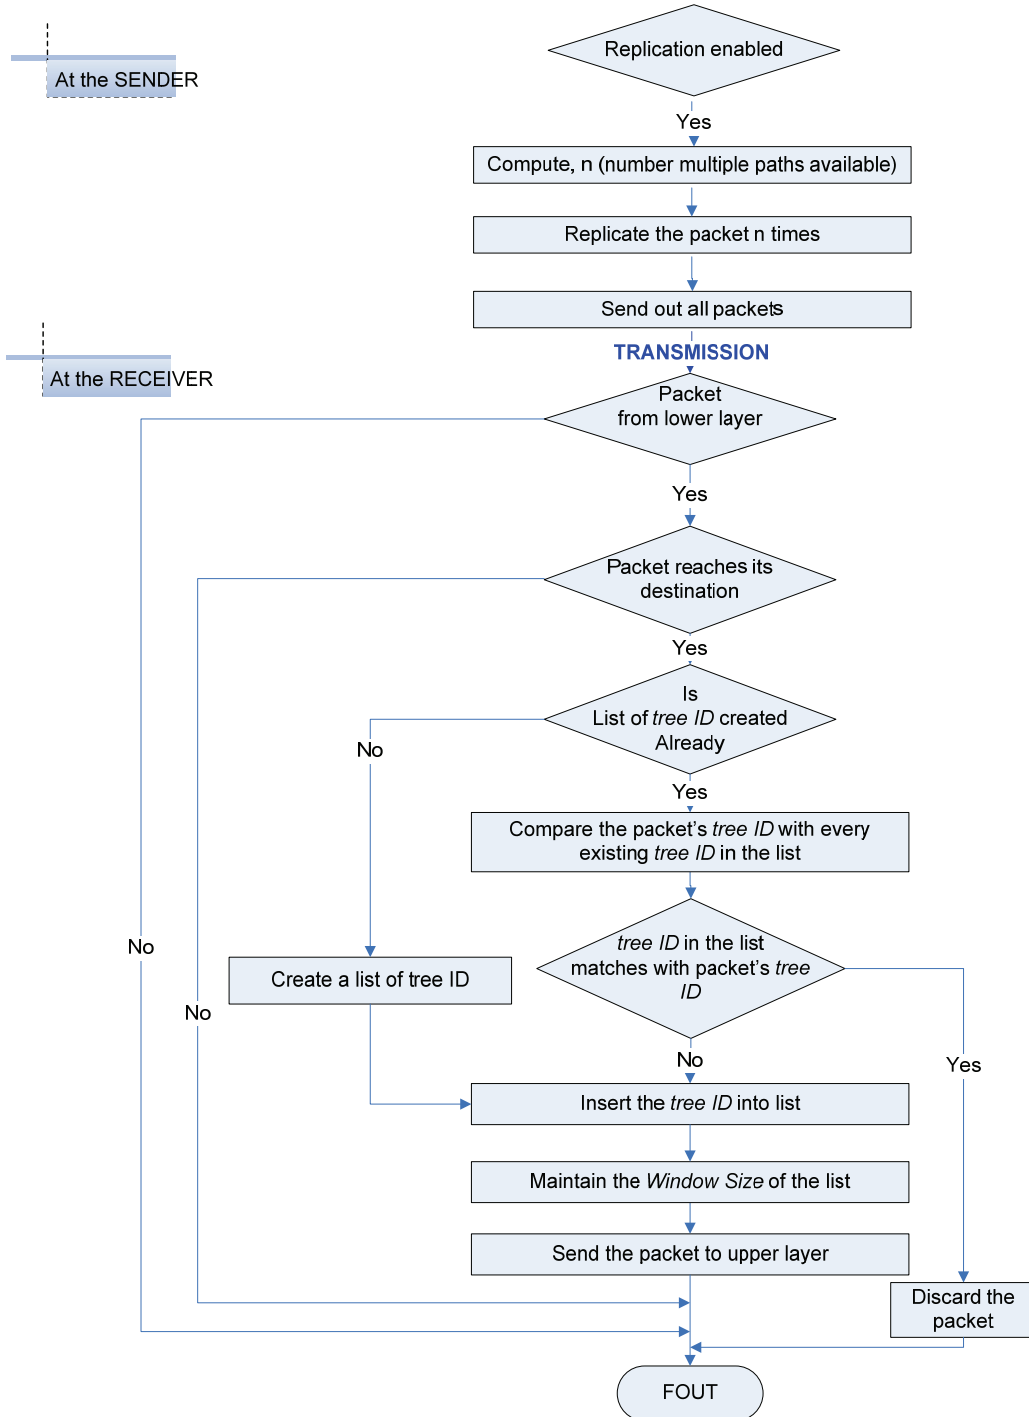 Replication enabled
At the SENDER
Yes
Compute, n (number multiple paths available)
Replicate the packet n times
Send out all packets
TRANSMISSION
At the RECEIVER
Packet
from lower layer
Yes
Packet reaches its
destination
Yes
Is
List of tree ID created
Already
No
Yes
Compare the packet's tree ID with every
existing tree ID in the list
tree ID in the list
matches with packet's tree
ID
No
Create a list of tree ID
No
No
Yes
Insert the tree ID into list
Maintain the Window Size of the list
Send the packet to upper layer
Discard the
packet
FOUT